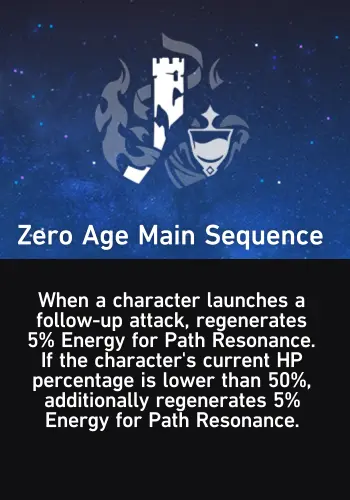 Zero Age Main Sequence
When a character launches a
follow-up attack, regenerates
5% Energy for Path Resonance.
If the character's current HP
percentage is lower than 50%,
additionally regenerates 5%
Energy for Path Resonance.